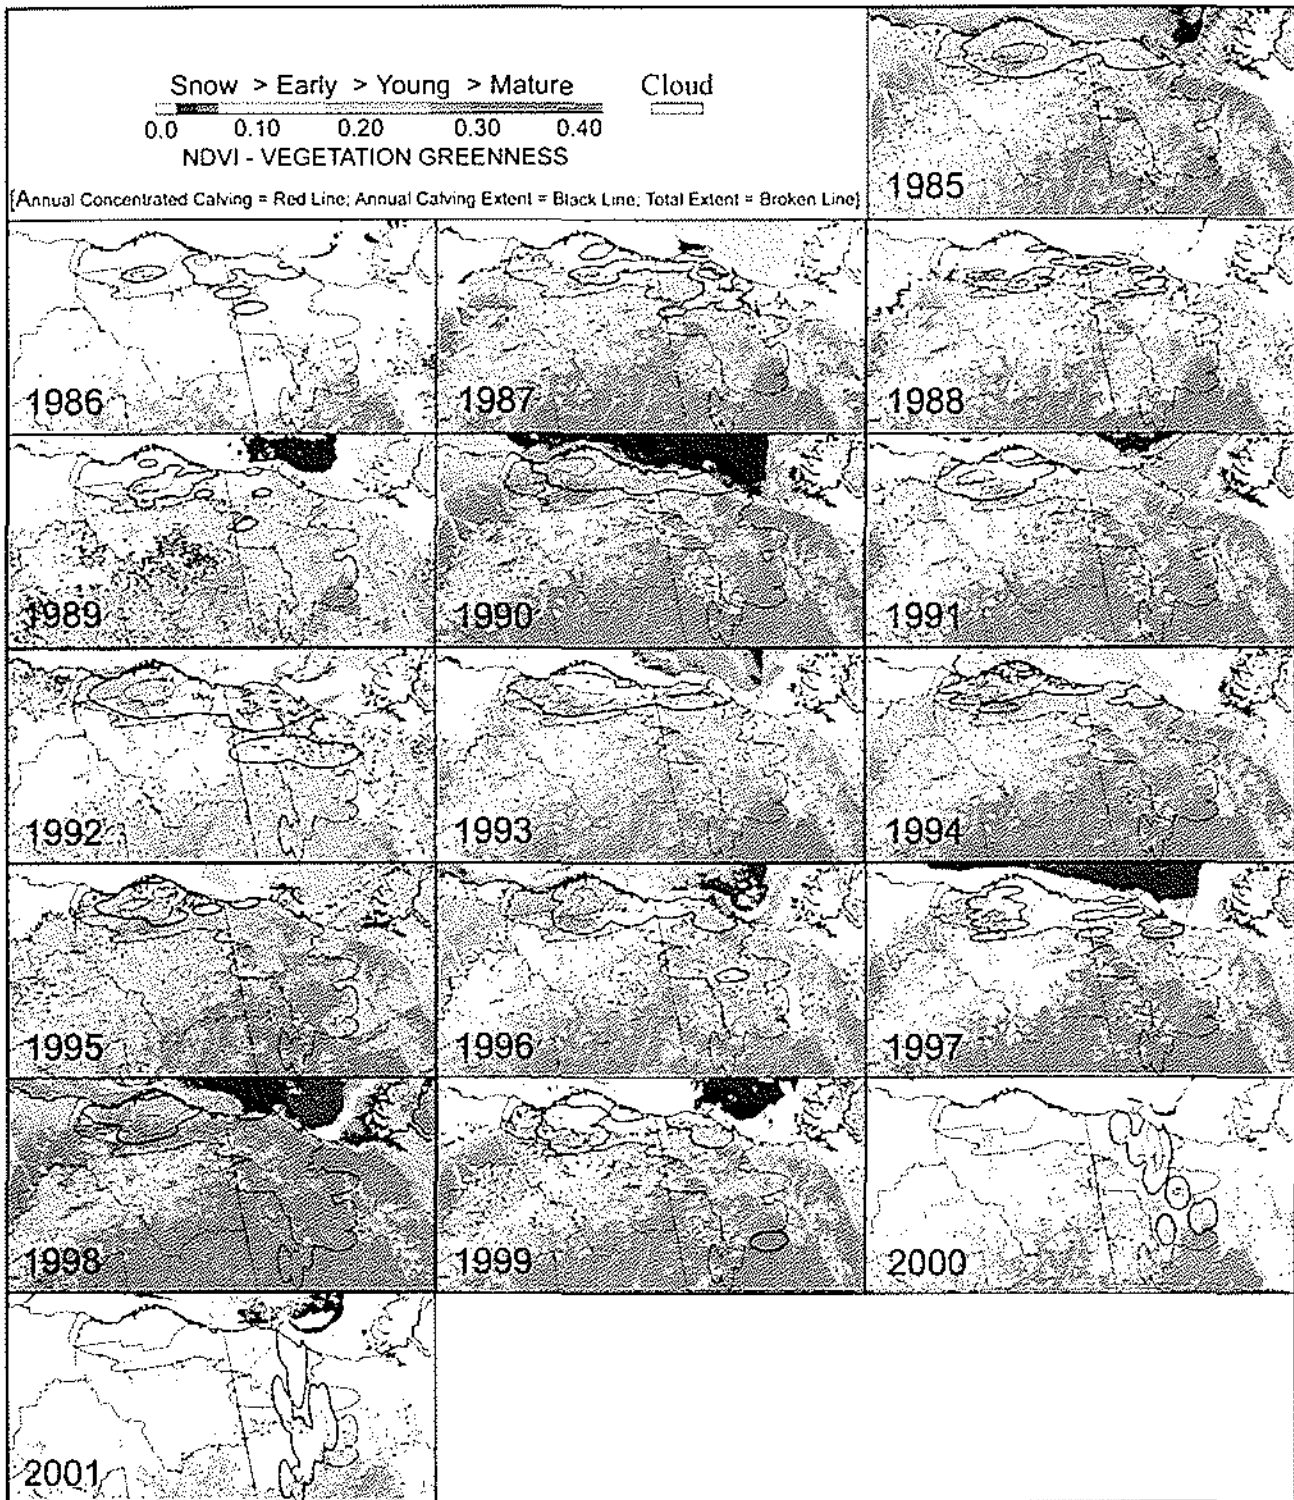 Snow > Early > Young > Mature Cloud
0.0 0.10 0.20 0.30 0.40
NDVI - VEGETATION GREENNESS
[Annual Concentrated Calving = Red Line; Annual Calving Extent = Black Line; Total Extent = Broken Line]
1985
1986 1987 1988
1989 1990 1991
1992 1993 1994
1995 1996 1997
1998 1999 2000
2001